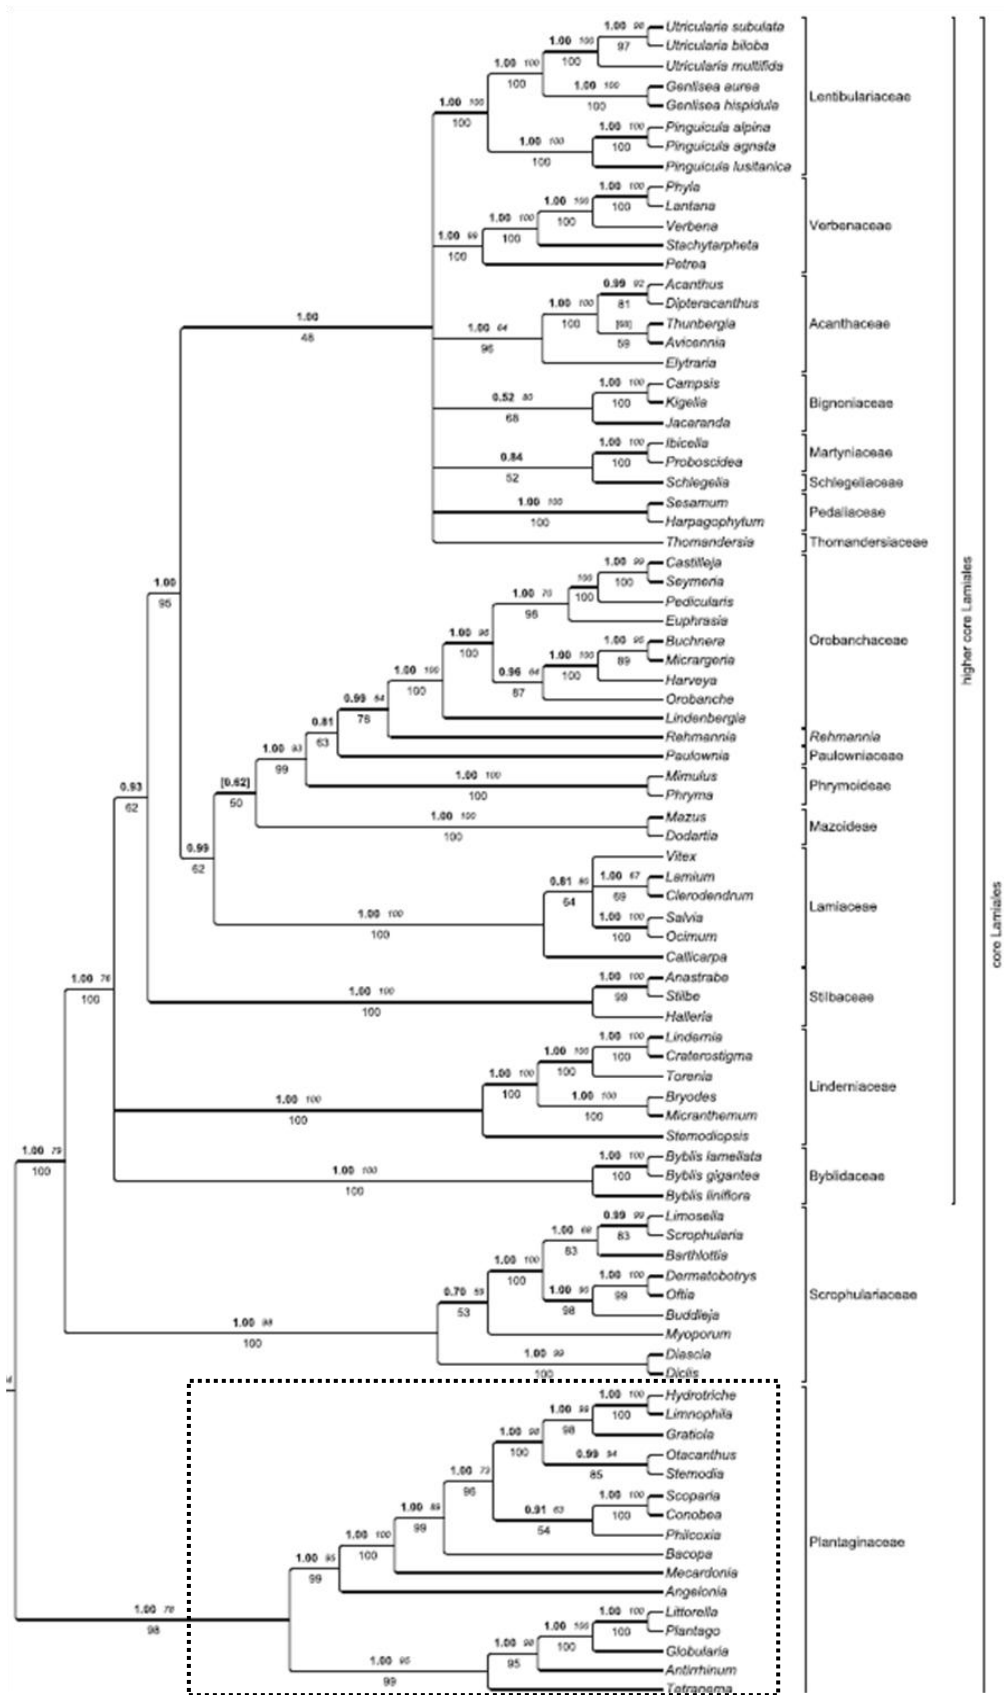 1.00 98 Utricularia subulata
97 Utricularia biloba
1.00 100
100 Utricularia multifida
1.00 100
100
1.00 100 Genlisea aurea
100 Genlisea hispidula
Lentibulariaceae
1.00 100
100
1.00 100 Pinguicula alpina
100 Pinguicula agnata
1.00 100
100 Pinguicula lusitanica
1.00 100 Phyla
100 Lantana
1.00 100
100 Verbena
Verbenaceae
1.00 100
100 Stachytarpheta
1.00 99
100 Petrea
0.99 92 Acanthus
81 Dipteracanthus
1.00 100
100
[98] Thunbergia
59 Avicennia
Acanthaceae
1.00 64
96 Elytraria
1.00
48
1.00 100 Campsis
100 Kigelia
Bignoniaceae
0.52 80
68 Jacaranda
1.00 100 Ibicella
100 Proboscidea
Martyniaceae
0.84
52 Schlegelia
Schlegeliaceae
1.00 100 Sesamum
100 Harpagophytum
Pedaliaceae
Thomandersia
Thomandersiaceae
1.00 99 Castilleja
100 Seymeria
100
100 Pedicularis
1.00 70
98 Euphrasia
Orobanchaceae
1.00 96 Buchnera
89 Micrargeria
1.00 96
100
1.00 100
100 Harveya
0.96 64
87 Orobanche
1.00 100
100 Lindenbergia
0.99 54
78 Rehmannia
Rehmannia
0.81
63 Paulownia
Paulowniaceae
1.00 93
99
1.00 100 Mimulus
100 Phryma
Phrymoideae
[0.62]
50
1.00 100 Mazus
100 Dodartia
Mazoideae
1.00
95
0.93
62
0.99
62
Vitex
1.00 67 Lamium
69 Clerodendrum
0.81 86
64
Lamiaceae
1.00 100 Salvia
100 Ocimum
1.00 100
100 Callicarpa
1.00 100 Anastrabe
99 Stilbe
Stilbaceae
1.00 100
100 Halleria
1.00 76
100
1.00 100 Lindernia
100 Craterostigma
1.00 100
100 Torenia
Linderniaceae
1.00 100
100
1.00 100 Bryodes
100 Micranthemum
1.00 100
100 Stemodiopsis
1.00 100 Byblis lamellata
100 Byblis gigantea
Byblidaceae
1.00 100
100 Byblis liniflora
1.00 79
100
higher core Lamiales
core Lamiales
0.99 99 Limosella
83 Scrophularia
1.00 68
83 Barthlottia
1.00 100
100
1.00 100 Dermatobotrys
99 Oftia
Scrophulariaceae
1.00 95
98 Buddleja
0.70 59
53 Myoporum
1.00 98
100
1.00 99 Diascia
100 Diclis
1.00 100 Hydrotriche
100 Limnophila
1.00 99
98 Gratiola
1.00 98
100
0.99 94 Otacanthus
85 Stemodia
1.00 73
96
1.00 100 Scoparia
100 Conobea
0.91 63
54 Philcoxia
Plantaginaceae
1.00 89
99 Bacopa
1.00 100
100 Mecardonia
1.00 95
99 Angelonia
1.00 78
98
1.00 100 Littorella
100 Plantago
1.00 100
100 Globularia
1.00 98
95 Antirrhinum
1.00 95
99 Tetranema